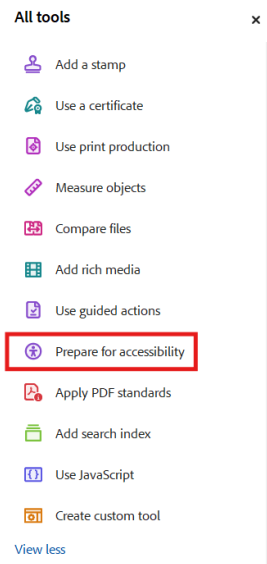 All tools
×
Add a stamp
Use a certificate
Use print production
Measure objects
Compare files
Add rich media
Use guided actions
Prepare for accessibility
Apply PDF standards
Add search index
Use JavaScript
Create custom tool
View less